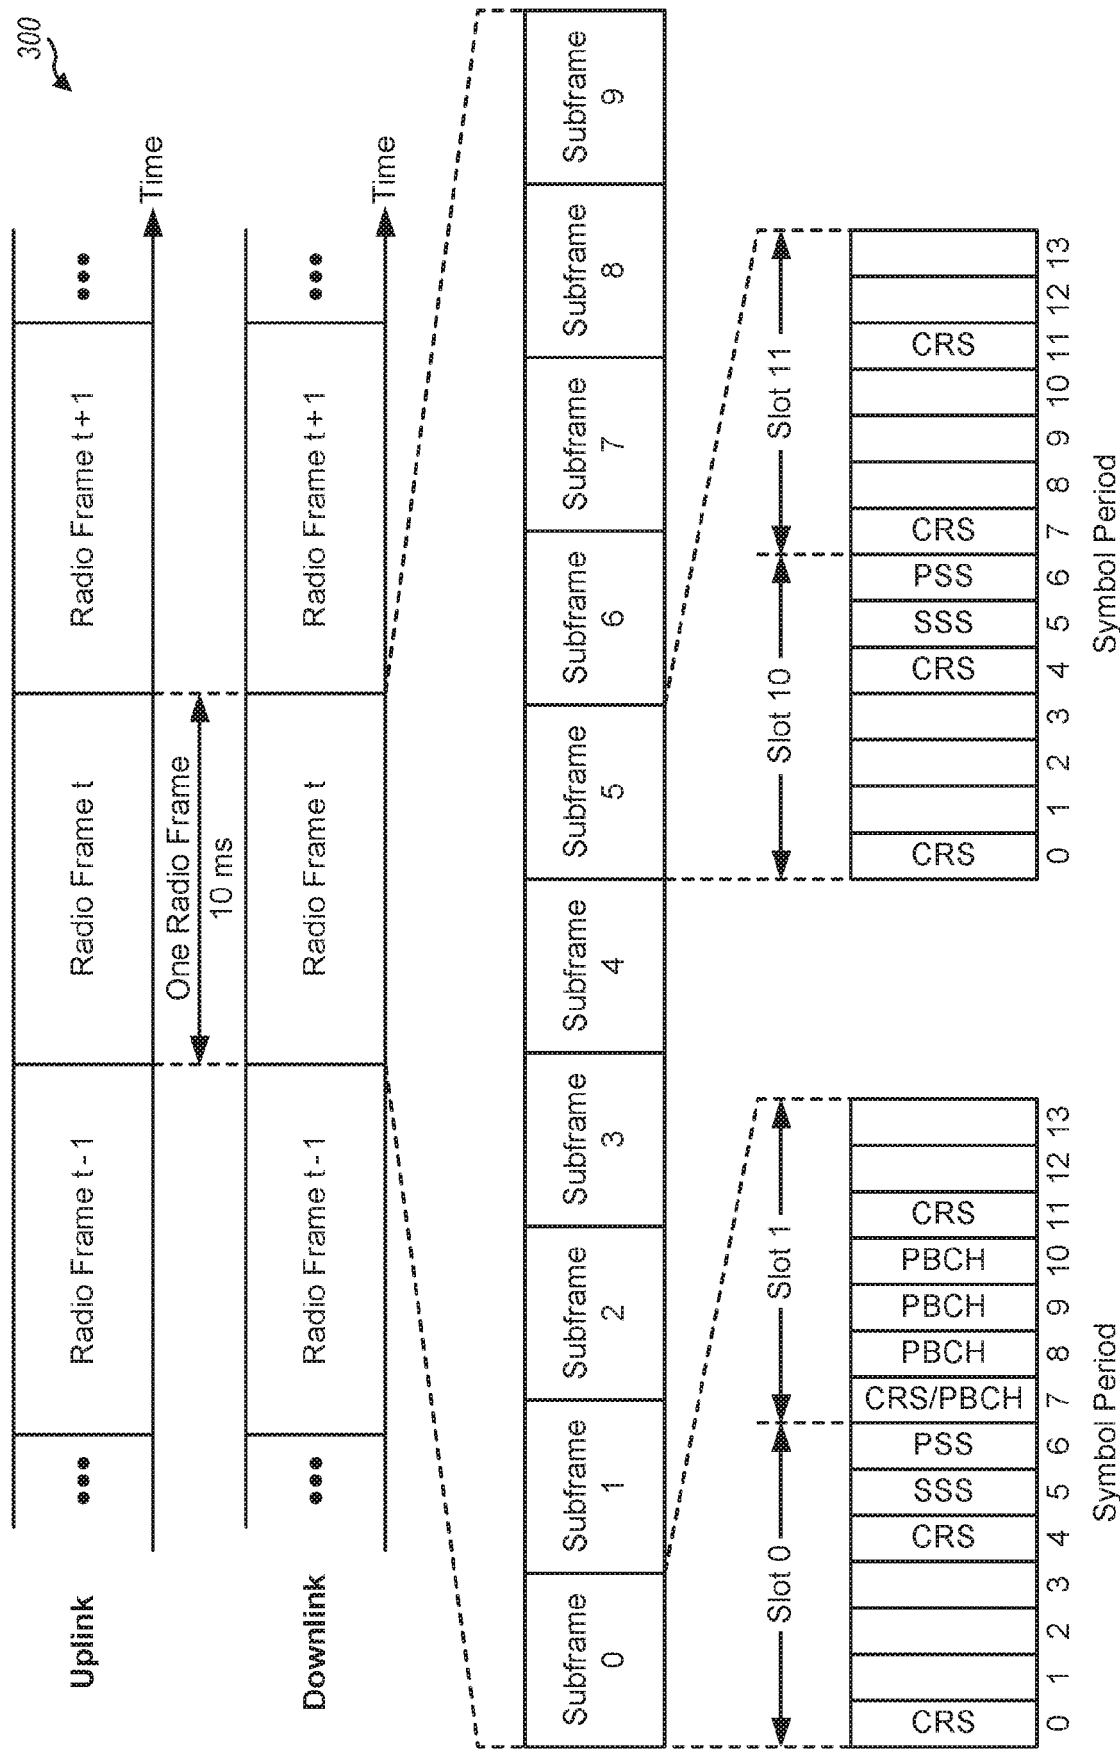 300
Uplink
•••
Radio Frame t - 1
Radio Frame t
Radio Frame t + 1
•••
Time
One Radio Frame
10 ms
Downlink
•••
Radio Frame t - 1
Radio Frame t
Radio Frame t + 1
•••
Time
Subframe
0
Subframe
1
Subframe
2
Subframe
3
Subframe
4
Subframe
5
Subframe
6
Subframe
7
Subframe
8
Subframe
9
Slot 0
Slot 1
CRS
CRS
SSS
PSS
CRS/PBCH
PBCH
PBCH
PBCH
CRS
0 1 2 3 4 5 6 7 8 9 10 11 12 13
Symbol Period
Slot 10
Slot 11
CRS
CRS
SSS
PSS
CRS
CRS
0 1 2 3 4 5 6 7 8 9 10 11 12 13
Symbol Period